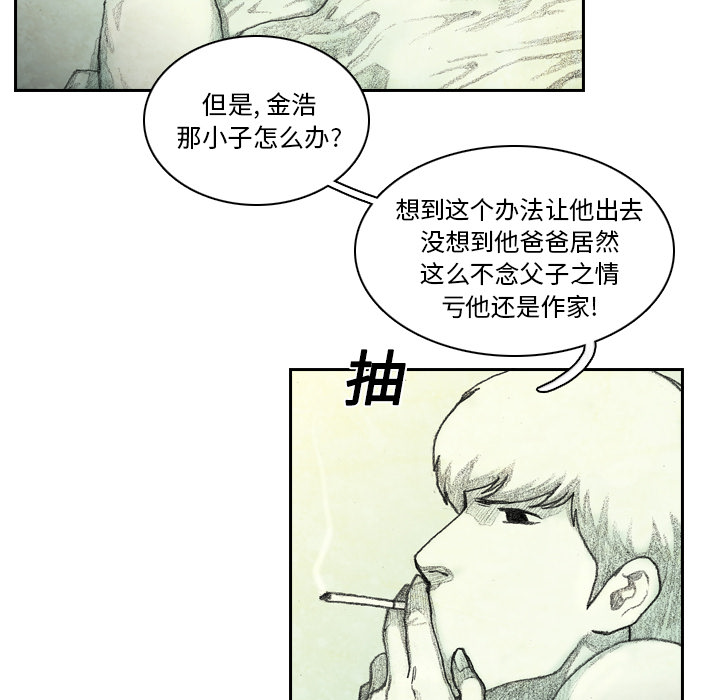 但是, 金浩
那小子怎么办?
想到这个办法让他出去
没想到他爸爸居然
这么不念父子之情
亏他还是作家!
抽